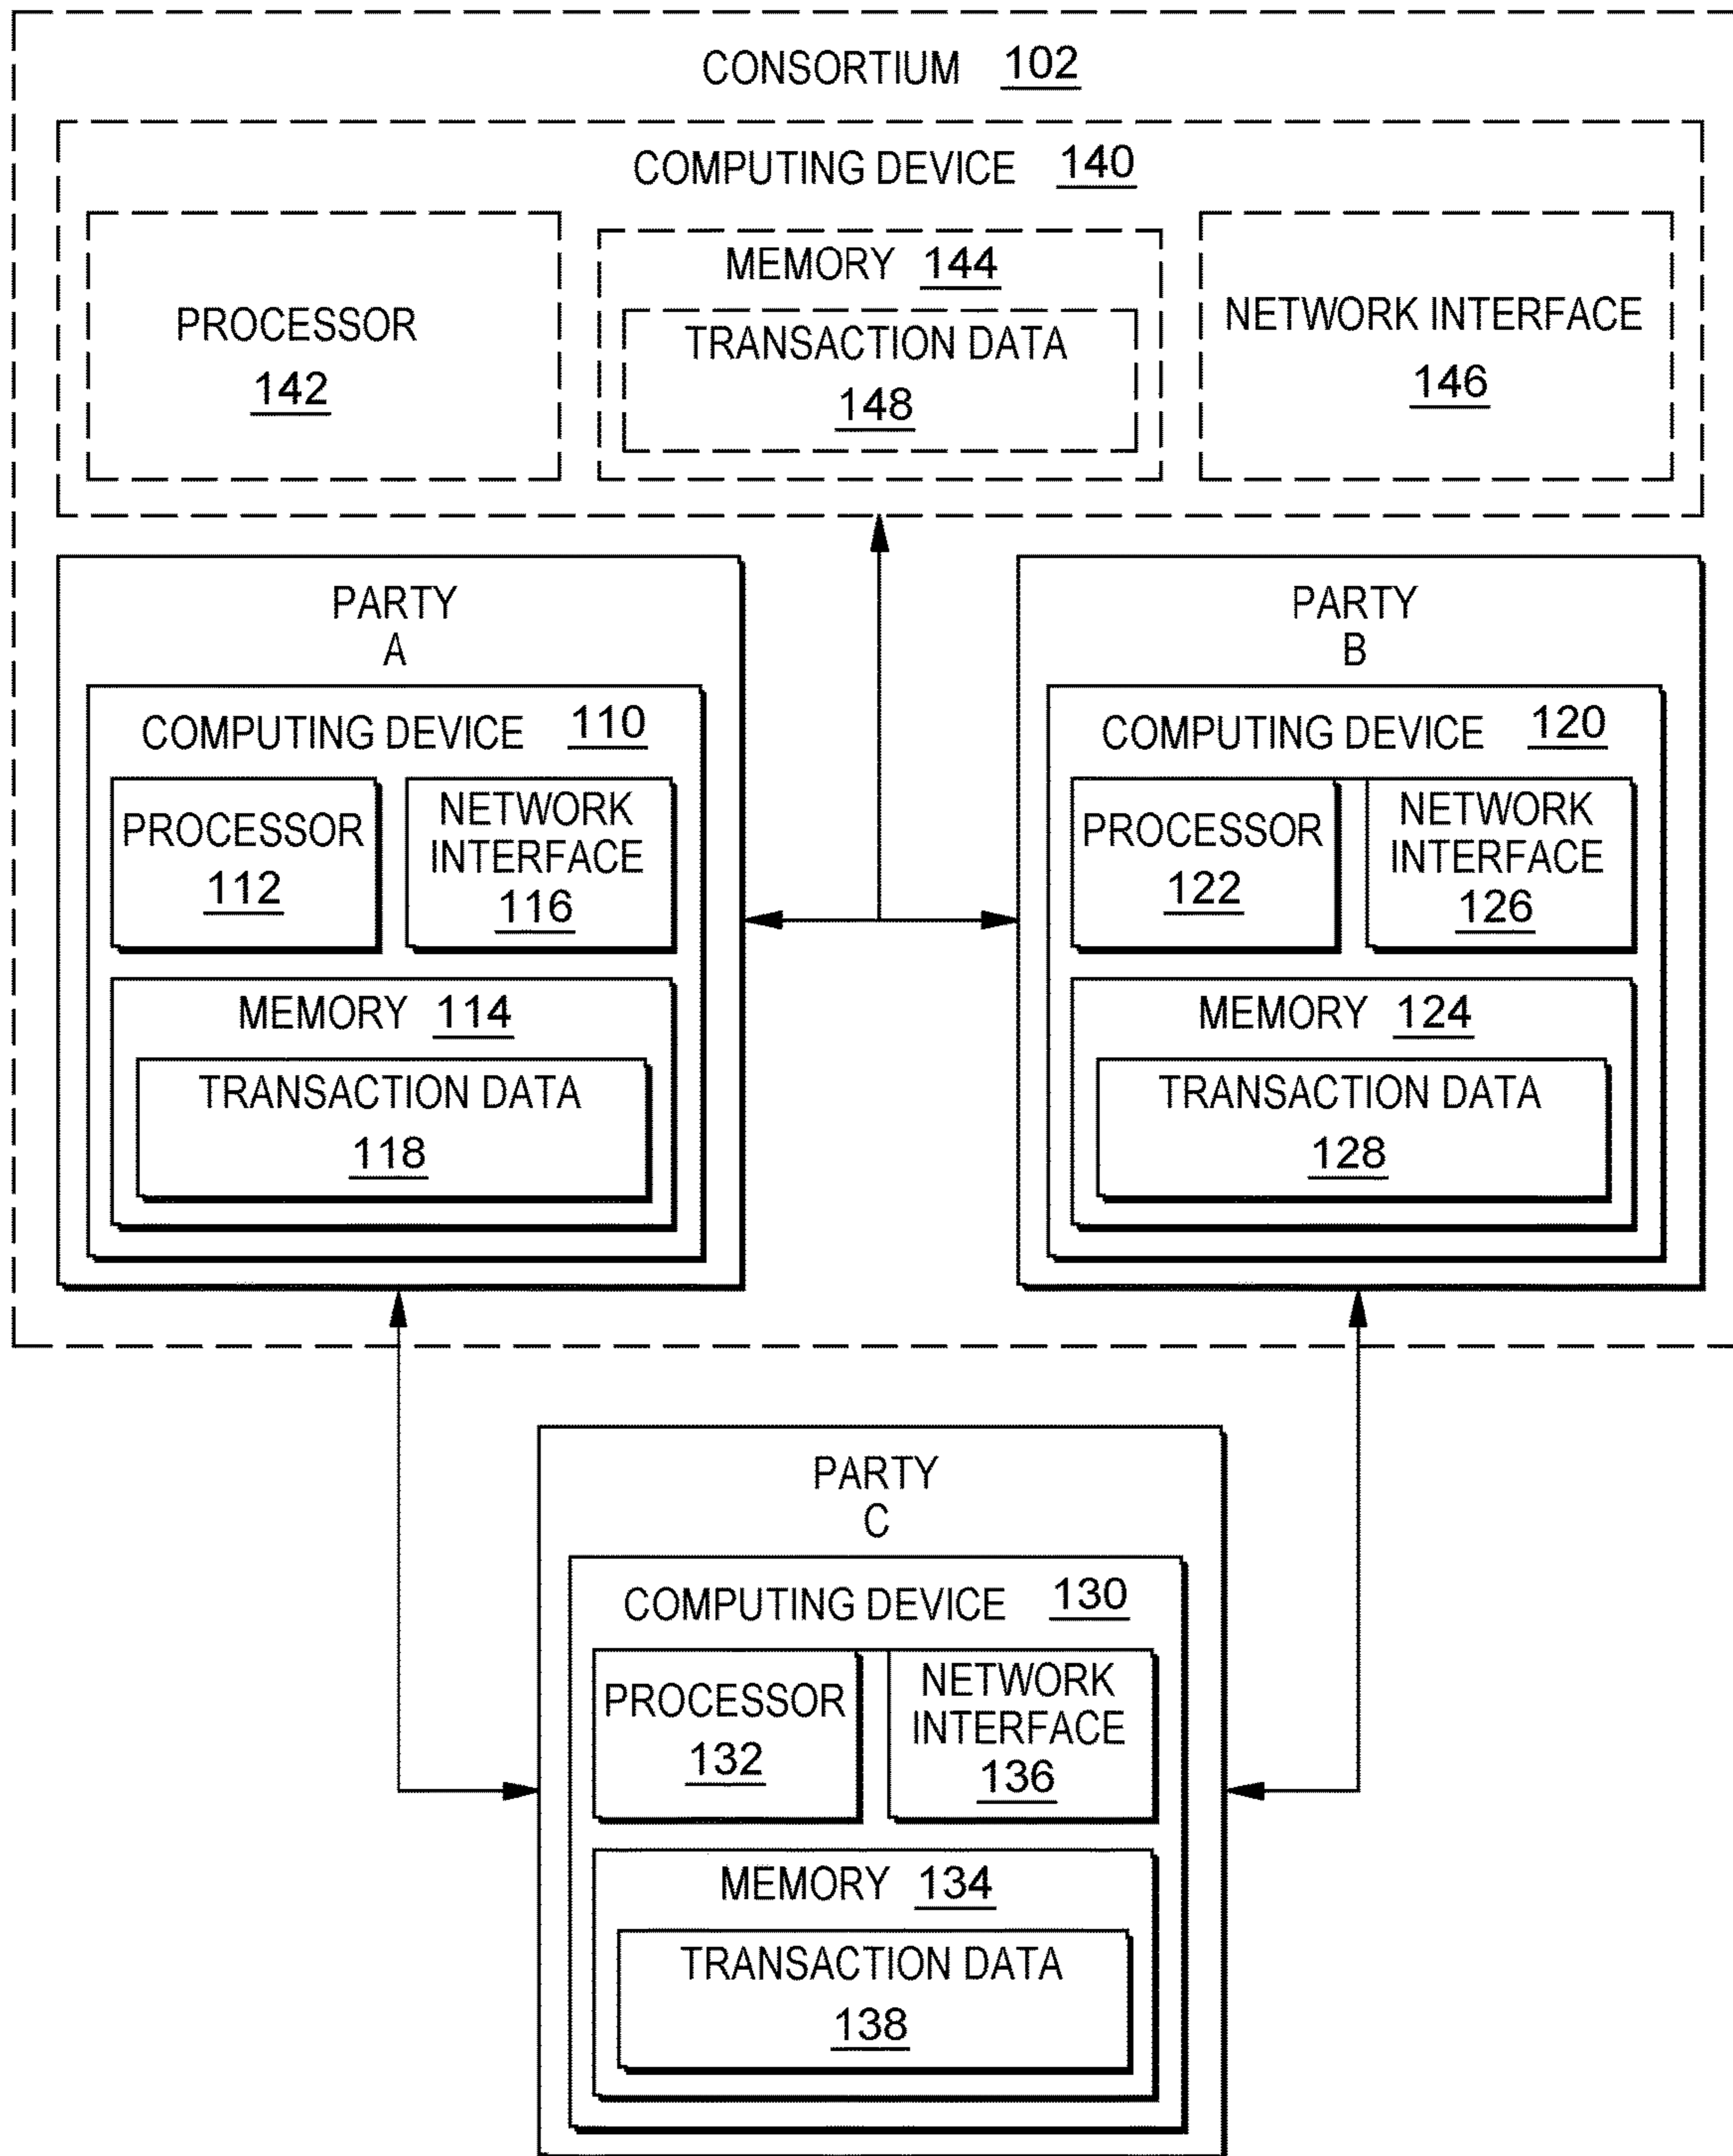 CONSORTIUM 102
COMPUTING DEVICE 140
PROCESSOR
142
MEMORY 144
TRANSACTION DATA
148
NETWORK INTERFACE
146
PARTY
A
COMPUTING DEVICE 110
PROCESSOR
112
NETWORK
INTERFACE
116
MEMORY 114
TRANSACTION DATA
118
PARTY
B
COMPUTING DEVICE 120
PROCESSOR
122
NETWORK
INTERFACE
126
MEMORY 124
TRANSACTION DATA
128
PARTY
C
COMPUTING DEVICE 130
PROCESSOR
132
NETWORK
INTERFACE
136
MEMORY 134
TRANSACTION DATA
138